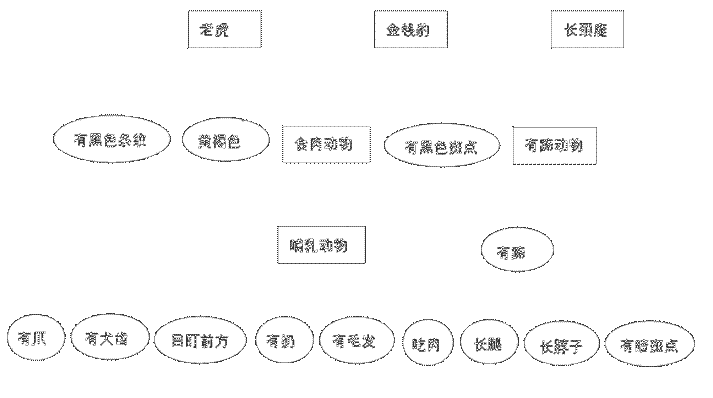 老虎
金钱豹
长颈鹿
有黑色条纹
黄褐色
食肉动物
有黑色斑点
有蹄动物
哺乳动物
有蹄
有爪
有犬齿
目盯前方
有奶
有毛发
吃肉
长腿
长脖子
有暗斑点